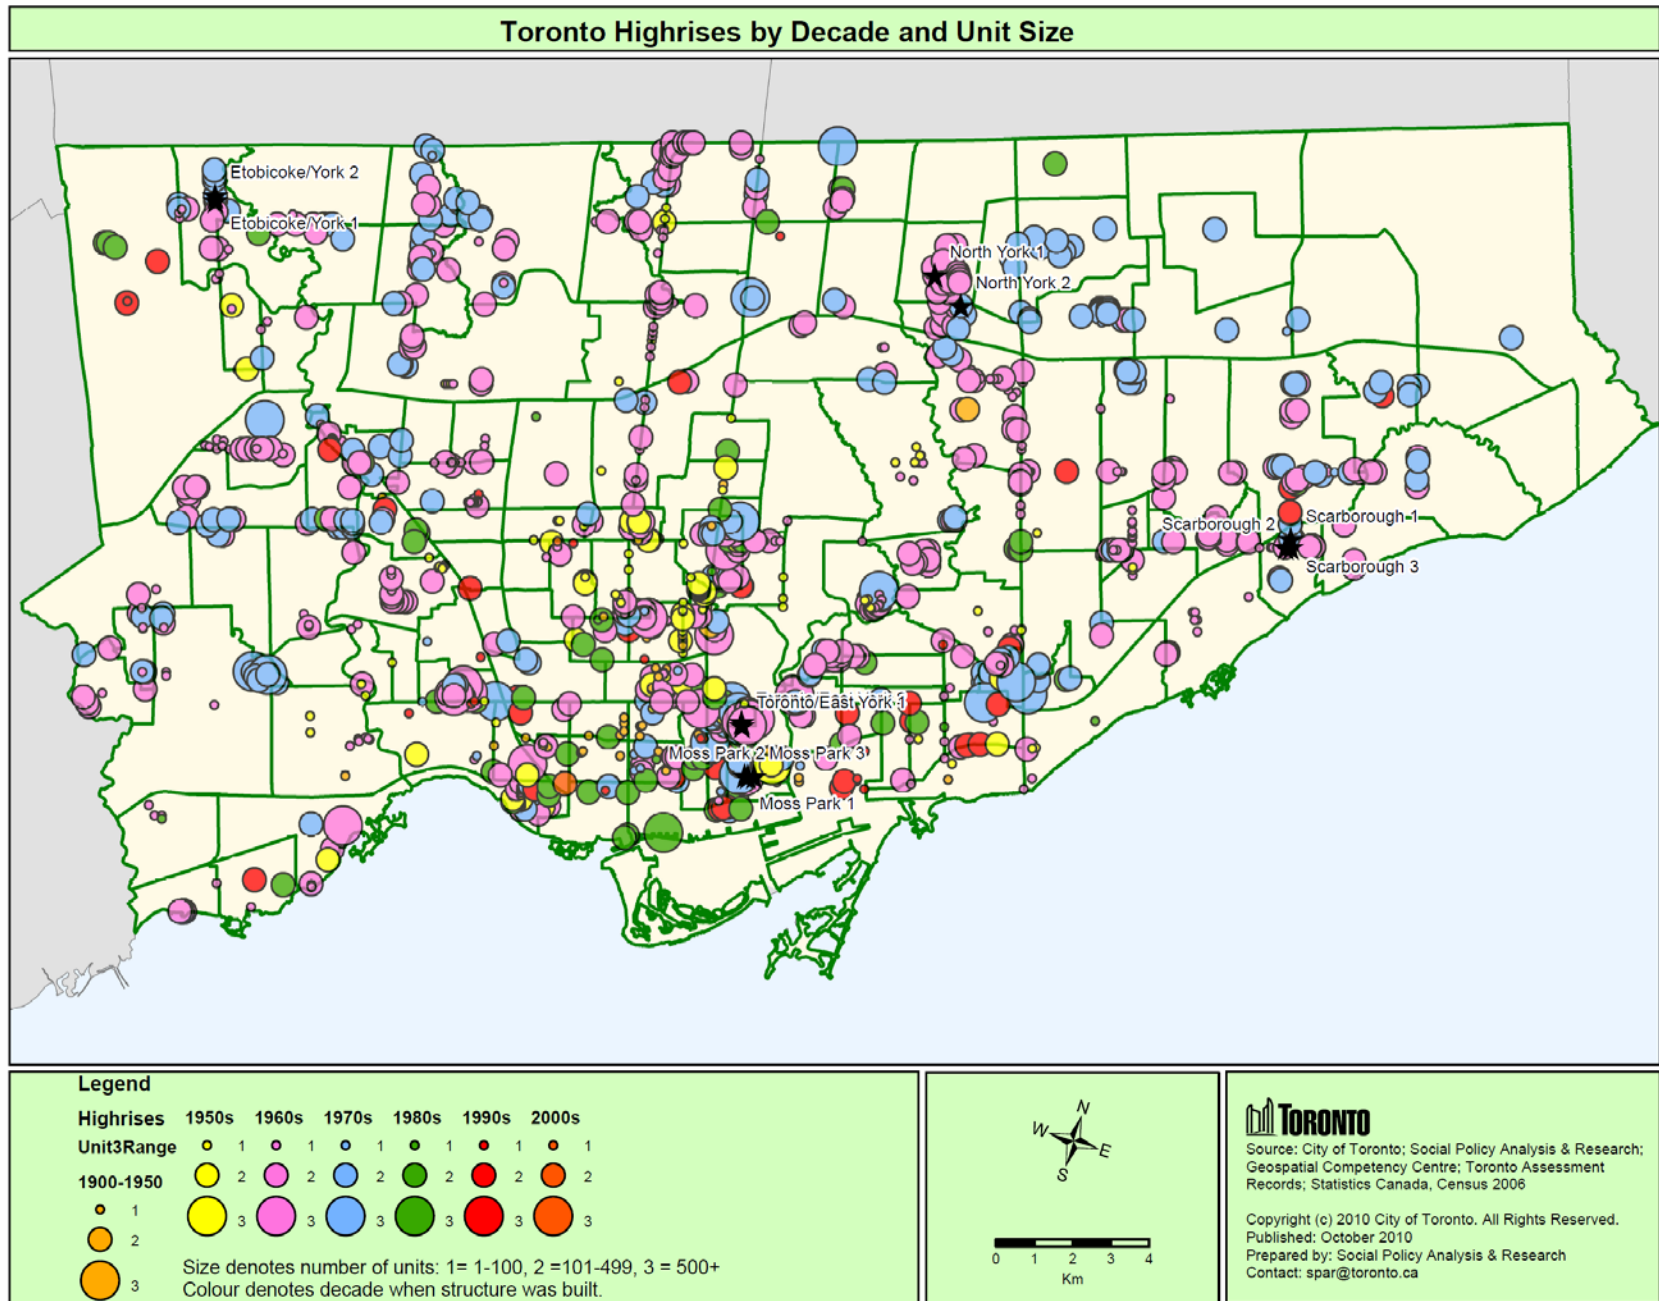 Toronto Highrises by Decade and Unit Size
Etobicoke/York 2
Etobicoke/York 1
North York 1
North York 2
Scarborough 2
Scarborough 1
Scarborough 3
Toronto/East York 1
Moss Park 2
Moss Park 3
Moss Park 1
Legend
Highrises 1950s 1960s 1970s 1980s 1990s 2000s
Unit3Range 1 1 1 1 1 1
2 2 2 2 2 2
3 3 3 3 3 3
1900-1950
1
2
3
Size denotes number of units: 1= 1-100, 2 =101-499, 3 = 500+
Colour denotes decade when structure was built.
N
W
E
S
0 1 2 3 4
Km
TORONTO
Source: City of Toronto; Social Policy Analysis & Research;
Geospatial Competency Centre; Toronto Assessment
Records; Statistics Canada, Census 2006
Copyright (c) 2010 City of Toronto. All Rights Reserved.
Published: October 2010
Prepared by: Social Policy Analysis & Research
Contact: spar@toronto.ca